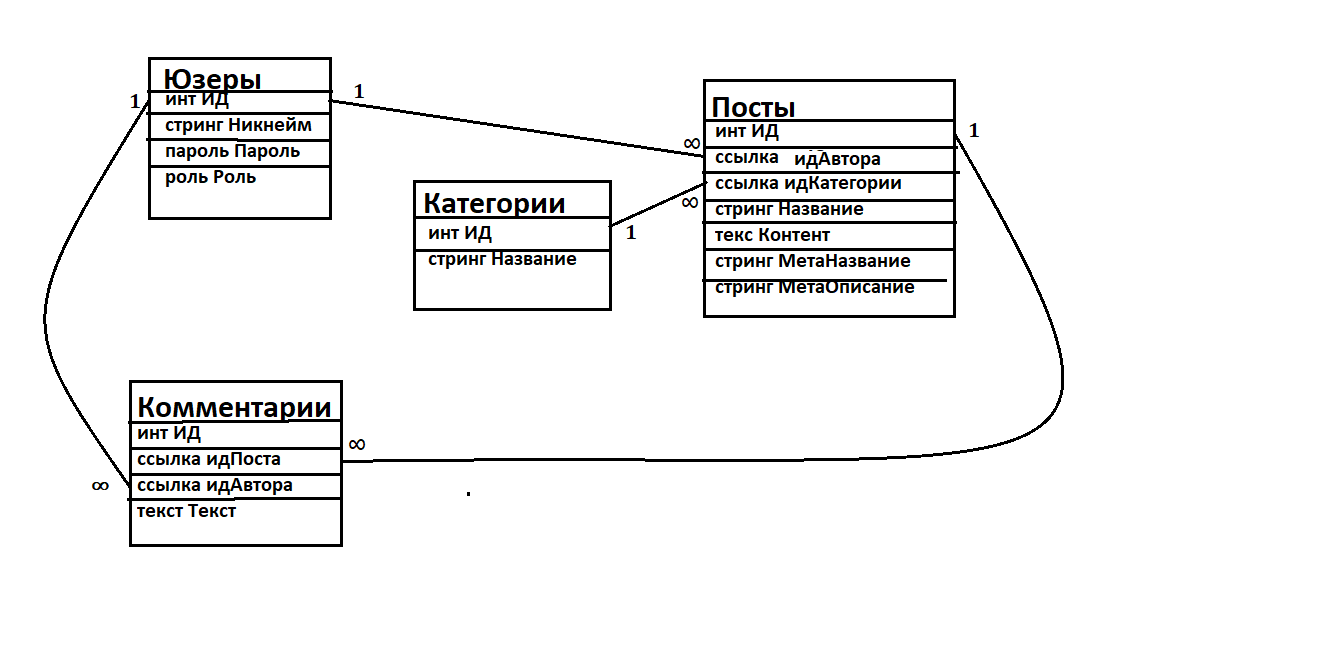 Юзеры
инт ИД
стринг Никнейм
пароль Пароль
роль Роль
1
1
Посты
инт ИД
ссылка идАвтора
ссылка идКатегории
стринг Название
текс Контент
стринг МетаНазвание
стринг МетаОписание
∞
∞
1
Категории
инт ИД
стринг Название
1
Комментарии
инт ИД
ссылка идПоста
ссылка идАвтора
текст Текст
∞
∞